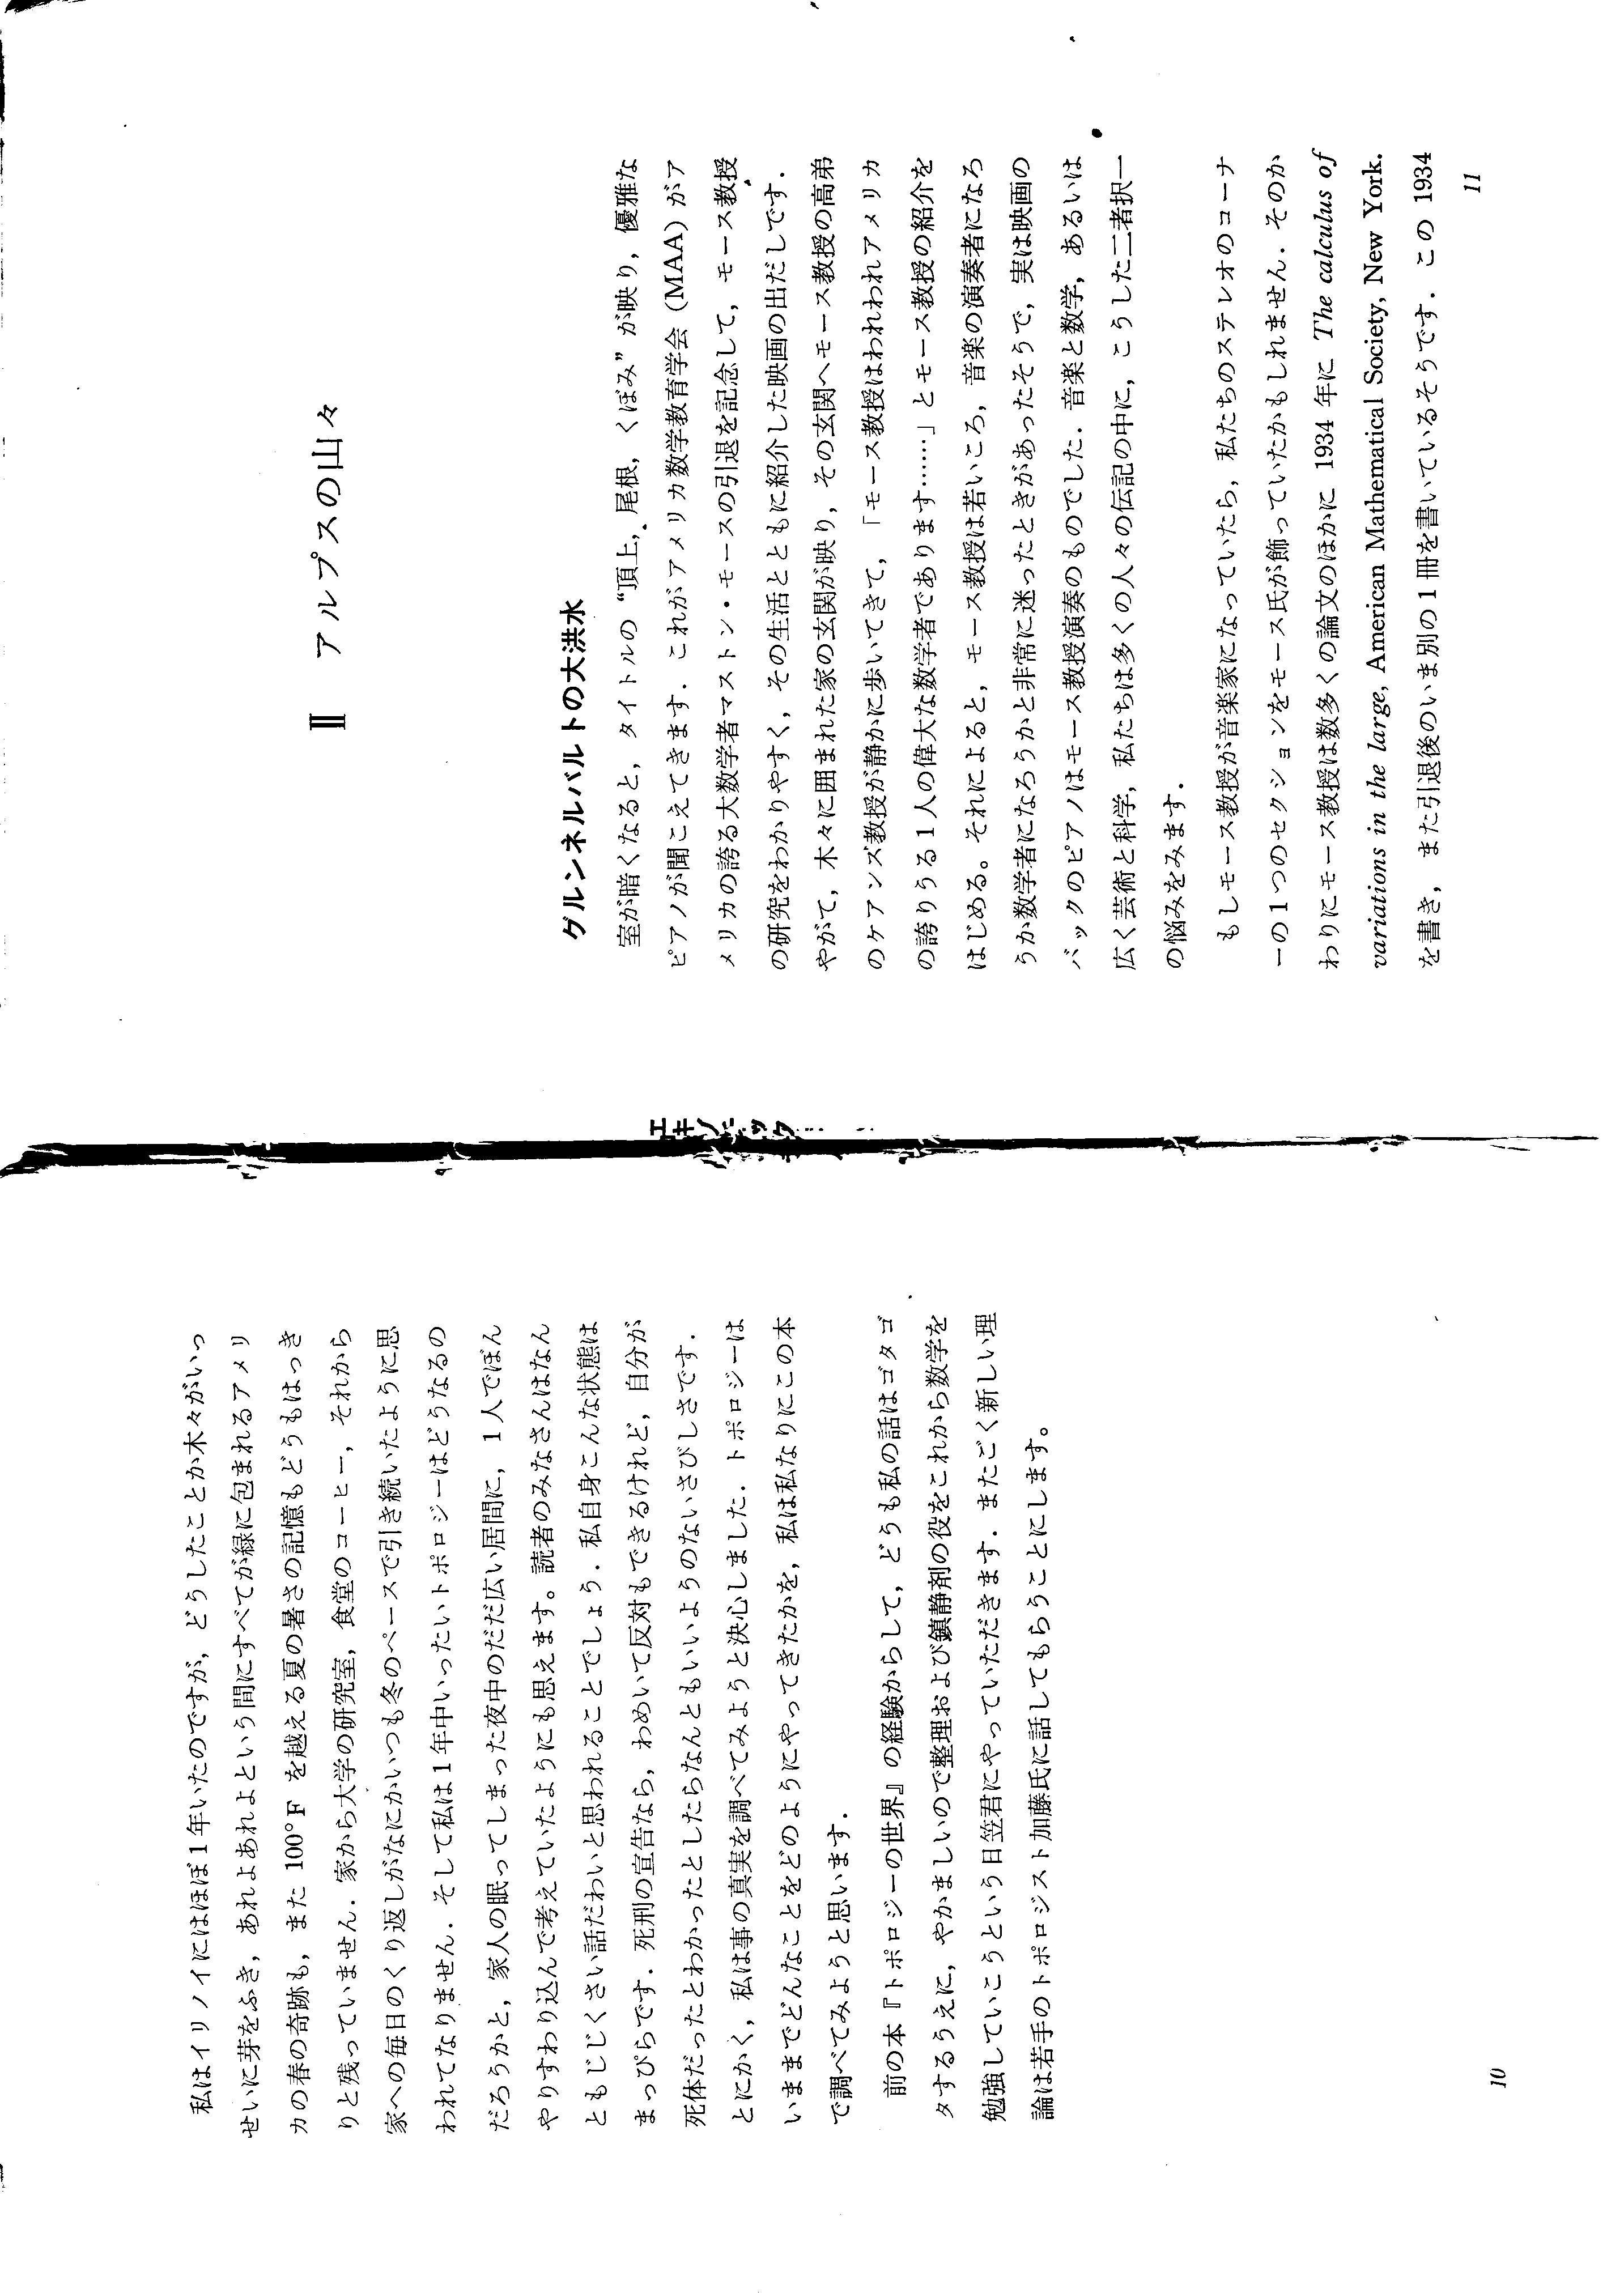 私はイリノイにはほぼ1年いたのですが，どうしたことか木々がいっ
せいに芽をふき，あれよあれよという間にすべてが緑に包まれるアメリ
カの春の奇跡も，また 100°F を越える夏の暑さの記憶もどうもはっき
りと残っていません．家から大学の研究室，食堂のコーヒー，それから
家への毎日のくり返しがなにかいつも冬のペースで引き続いたように思
われてなりません．そして私は1年中いったいトポロジーはどうなるの
だろうかと，家人の眠ってしまった夜中のだだ広い居間に，1人でぽん
やりすわり込んで考えていたようにも思えます。読者のみなさんはなん
ともじじくさい話だわいと思われることでしょう．私自身こんな状態は
まっぴらです．死刑の宣告なら，わめいて反対もできるけれど，自分が
死体だったとわかったとしたらなんともいいようのないさびしさです．
とにかく，私は事の真実を調べてみようと決心しました．トポロジーは
いままでどんなことをどのようにやってきたかを，私は私なりにこの本
で調べてみようと思います．
前の本『トポロジーの世界』の経験からして，どうも私の話はゴタゴ
タするうえに，やかましいので整理および鎮静剤の役をこれから数学を
勉強していこうという日笠君にやっていただきます．またごく新しい理
論は若手のトポロジスト加藤氏に話してもらうことにします。
10
エキゾチック
II アルプスの山々
グルンネルバルトの大洪水
室が暗くなると，タイトルの “頂上，尾根，くぼみ” が映り，優雅な
ピアノが聞こえてきます．これがアメリカ数学教育学会 (MAA) がア
メリカの誇る大数学者マストン・モースの引退を記念して，モース教授
の研究をわかりやすく，その生活とともに紹介した映画の出だしです．
やがて，木々に囲まれた家の玄関が映り，その玄関へモース教授の高弟
のケアンズ教授が静かに歩いてきて，「モース教授はわれわれアメリカ
の誇りうる1人の偉大な数学者であります……」とモース教授の紹介を
はじめる。それによると，モース教授は若いころ，音楽の演奏者になろ
うか数学者になろうかと非常に迷ったときがあったそうで，実は映画の
バックのピアノはモース教授演奏のものでした．音楽と数学，あるいは
広く芸術と科学，私たちは多くの人々の伝記の中に，こうした二者択一
の悩みをみます．
もしモース教授が音楽家になっていたら，私たちのステレオのコーナ
ーの1つのセクションをモース氏が飾っていたかもしれません．そのか
わりにモース教授は数多くの論文のほかに 1934 年に The calculus of
variations in the large, American Mathematical Society, New York.
を書き，また引退後のいま別の1冊を書いているそうです．この 1934
11